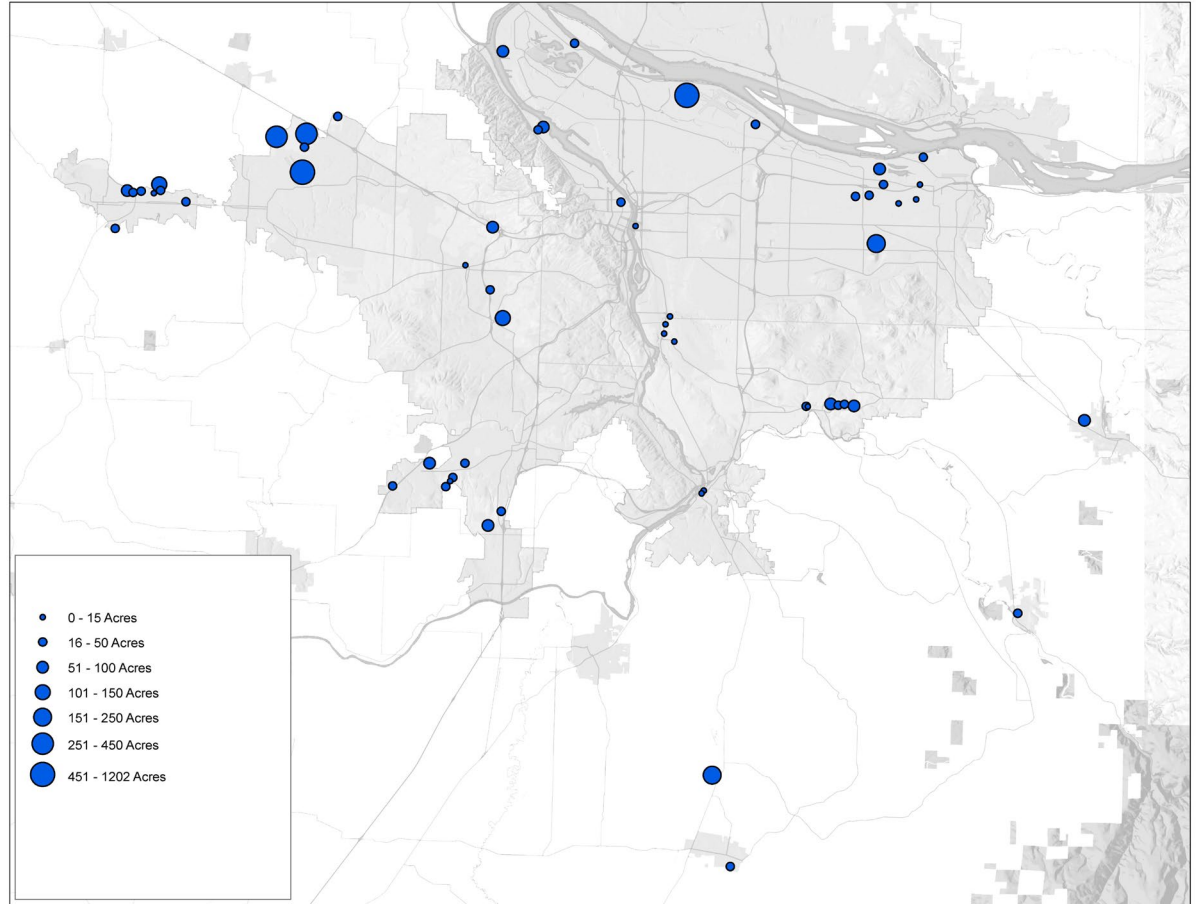 0 - 15 Acres
16 - 50 Acres
51 - 100 Acres
101 - 150 Acres
151 - 250 Acres
251 - 450 Acres
451 - 1202 Acres